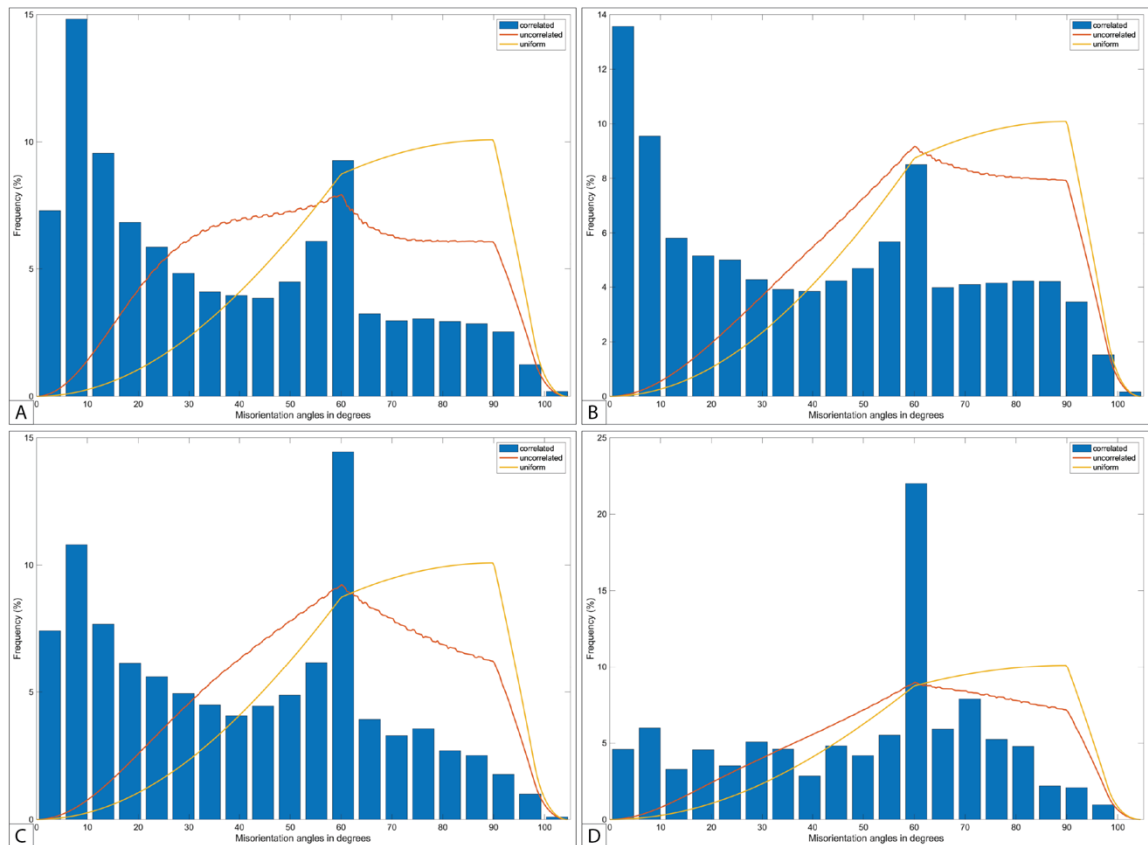 15
10
5
0
Frequency (%)
correlated
uncorrelated
uniform
0 10 20 30 40 50 60 70 80 90 100
Misorientation angles in degrees
A
14
12
10
8
6
4
2
0
Frequency (%)
correlated
uncorrelated
uniform
0 10 20 30 40 50 60 70 80 90 100
Misorientation angles in degrees
B
15
10
5
0
Frequency (%)
correlated
uncorrelated
uniform
0 10 20 30 40 50 60 70 80 90 100
Misorientation angles in degrees
C
25
20
15
10
5
0
Frequency (%)
correlated
uncorrelated
uniform
0 10 20 30 40 50 60 70 80 90 100
Misorientation angles in degrees
D